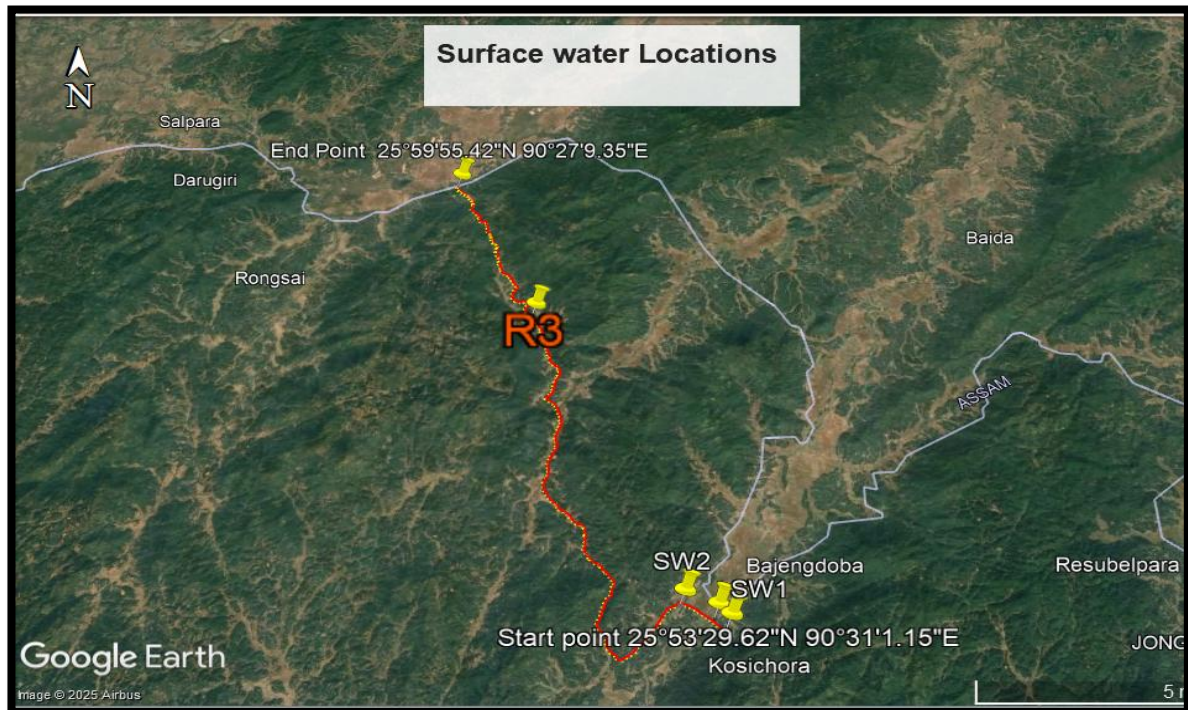 Surface water Locations
N
Salpara
End Point 25°59'55.42"N 90°27'9.35"E
Darugiri
Baida
Rongsai
R3
ASSAM
SW2
Bajengdoba
Resubelpara
SW1
Start point 25°53'29.62"N 90°31'1.15"E
JONG
Kosichora
Google Earth
Image © 2025 Airbus
5